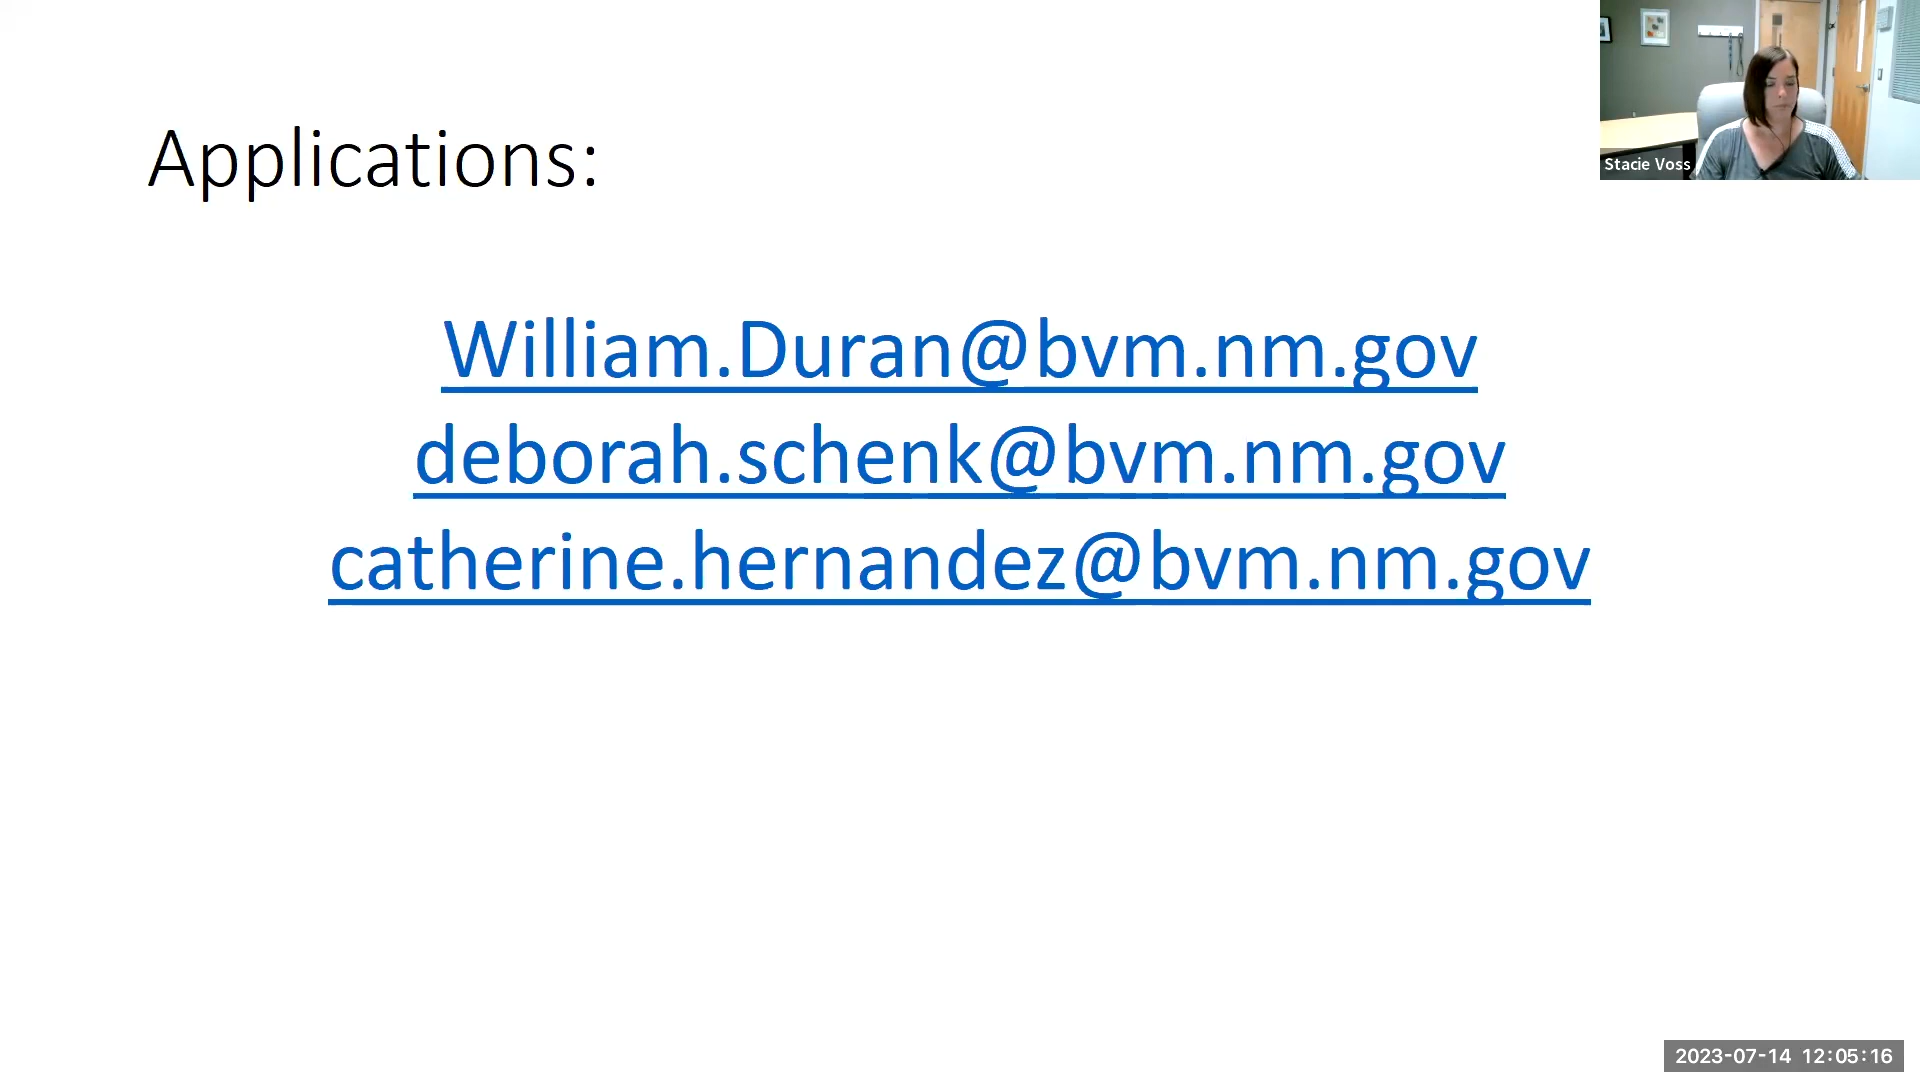 Applications:
William.Duran@bvm.nm.gov
deborah.schenk@bvm.nm.gov
catherine.hernandez@bvm.nm.gov
Stacie Voss
2023-07-14 12:05:16